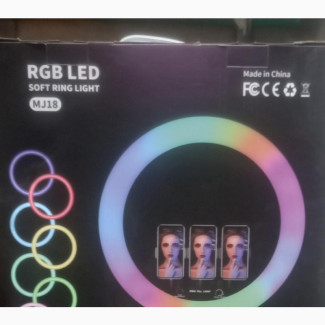 RGB LED
SOFT RING LIGHT
MJ18
Made in China
FC CE